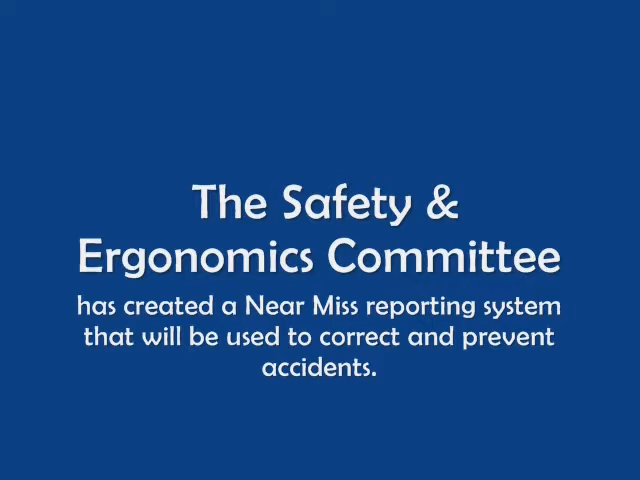 The Safety &
Ergonomics Committee
has created a Near Miss reporting system
that will be used to correct and prevent
accidents.